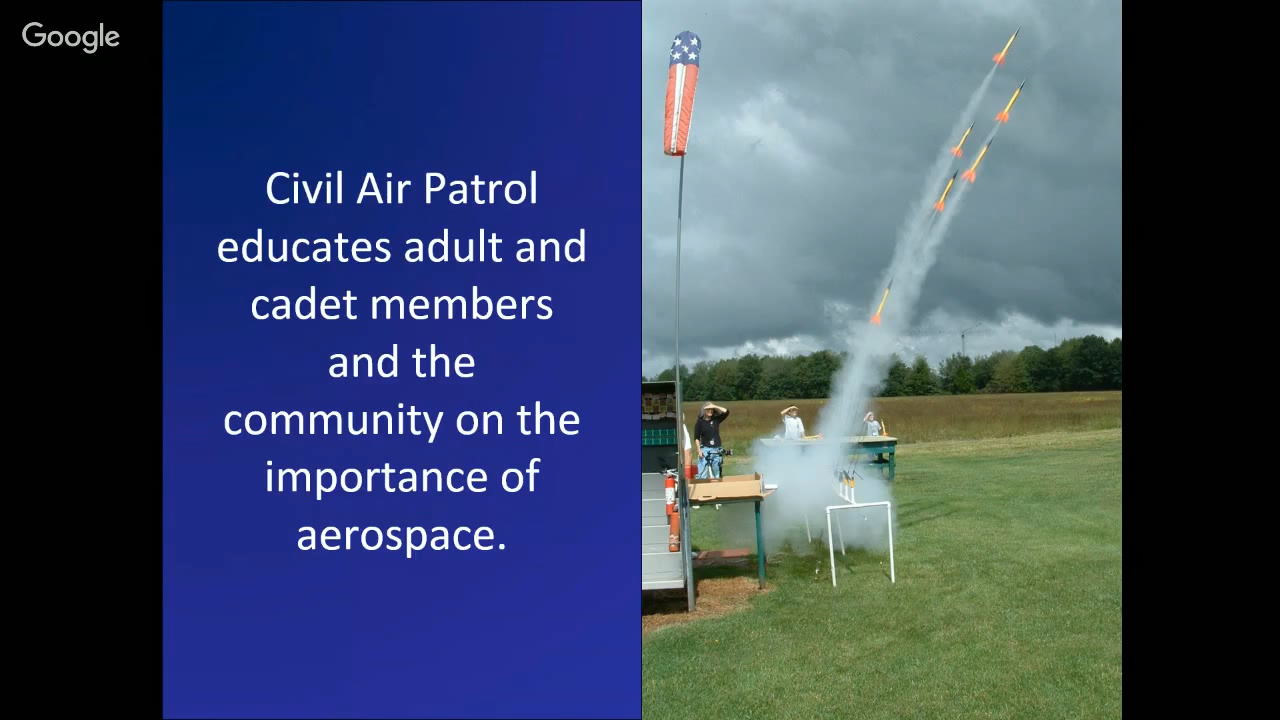 Google
Civil Air Patrol
educates adult and
cadet members
and the
community on the
importance of
aerospace.